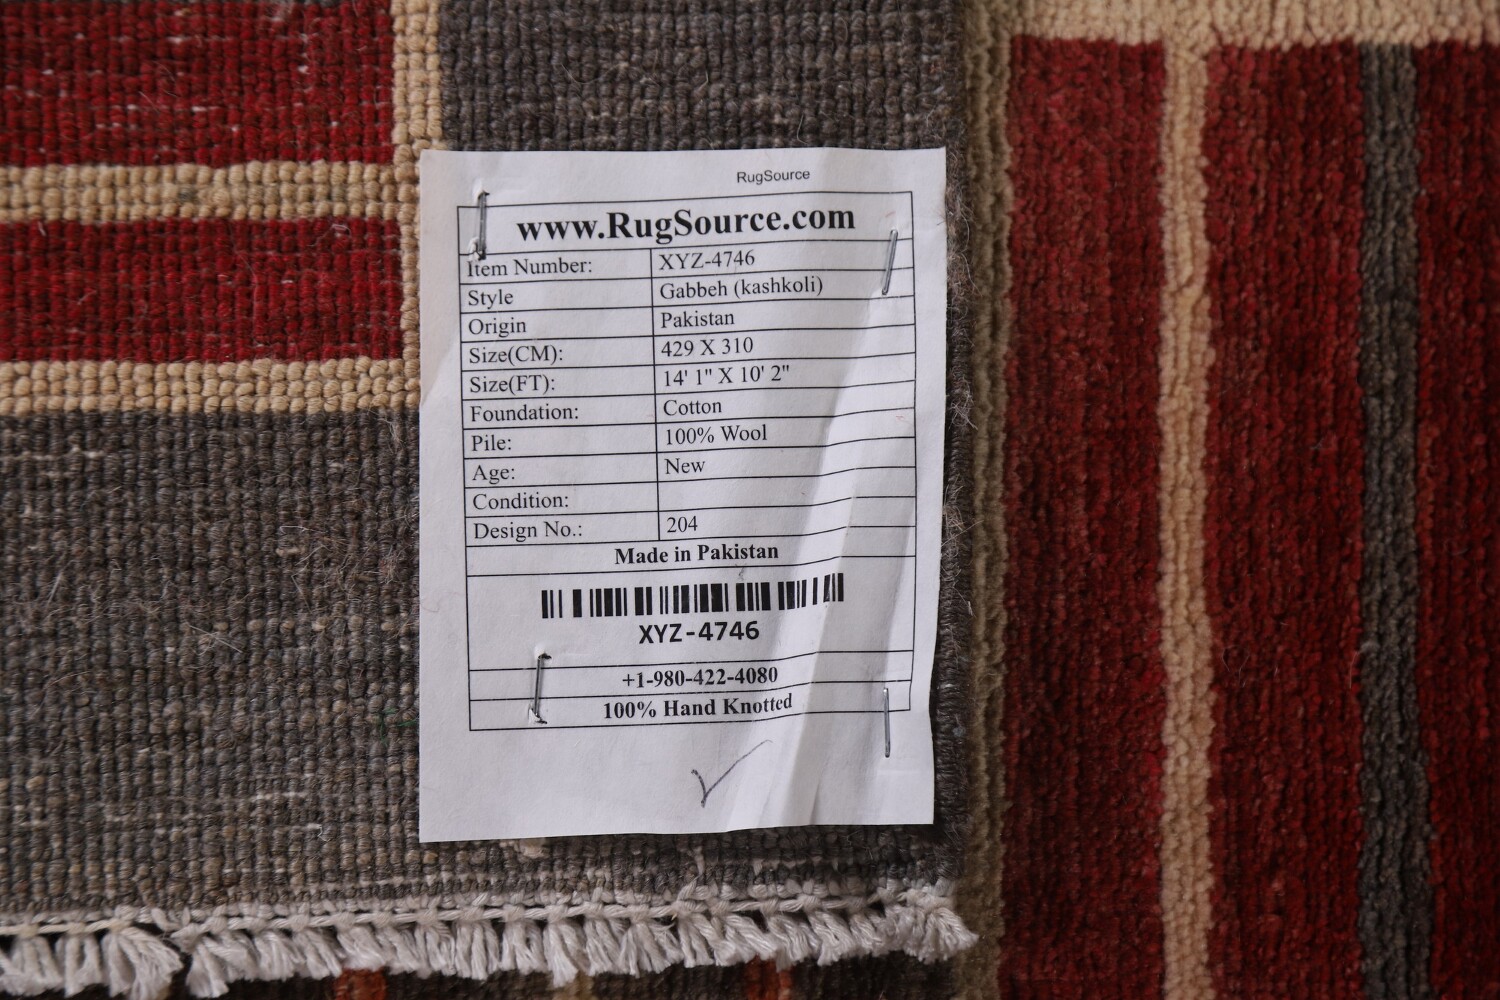 RugSource
www.RugSource.com
Item Number: XYZ-4746
Style Gabbeh (kashkoli)
Origin Pakistan
Size(CM): 429 X 310
Size(FT): 14' 1" X 10' 2"
Foundation: Cotton
Pile: 100% Wool
Age: New
Condition:
Design No.: 204
Made in Pakistan
XYZ-4746
+1-980-422-4080
100% Hand Knotted